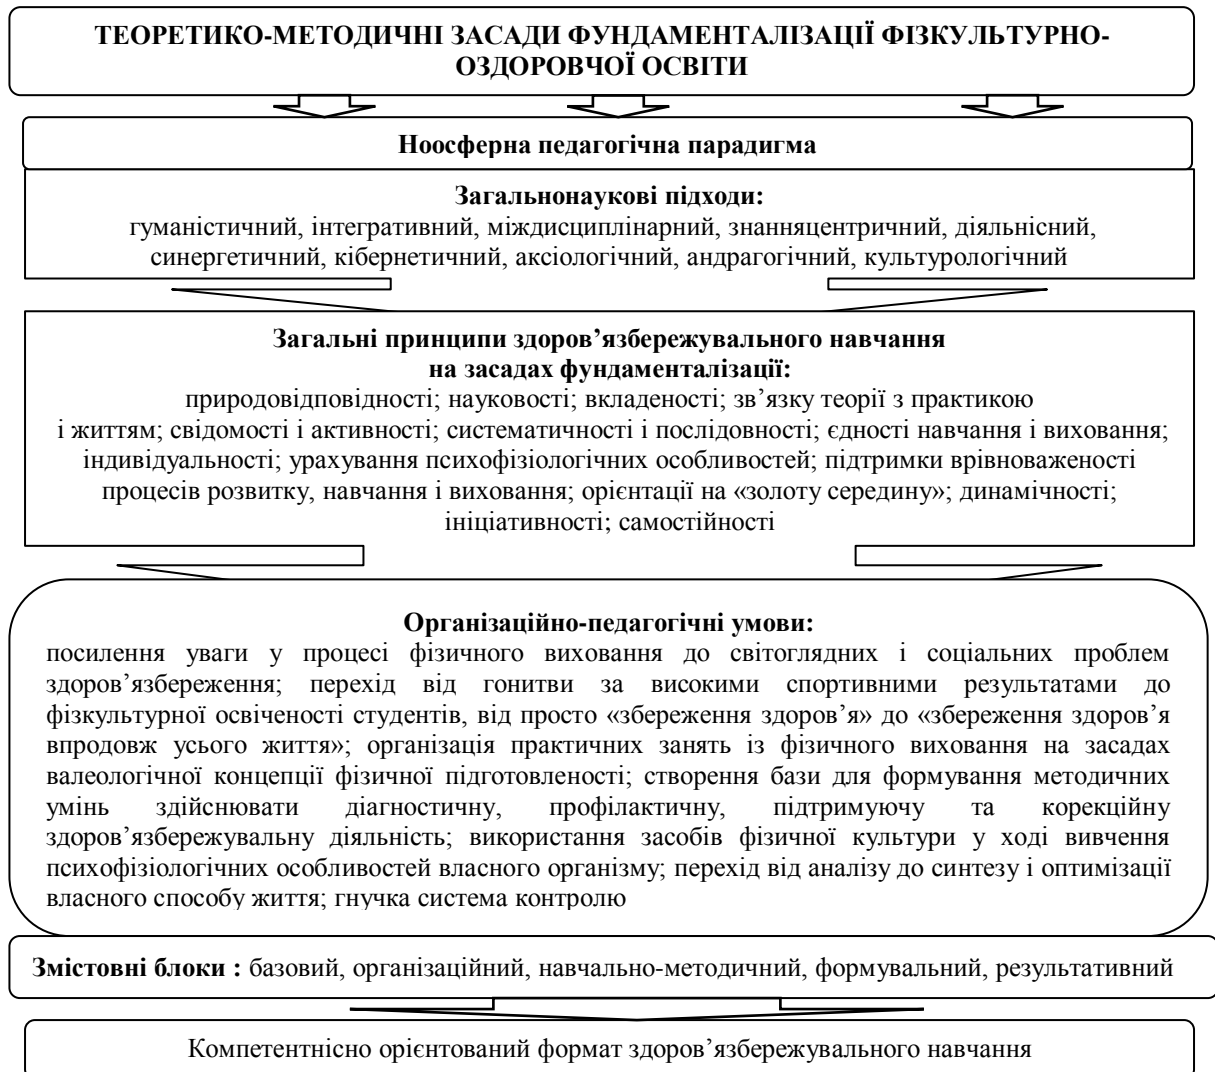 ТЕОРЕТИКО-МЕТОДИЧНІ ЗАСАДИ ФУНДАМЕНТАЛІЗАЦІЇ ФІЗКУЛЬТУРНО-
ОЗДОРОВЧОЇ ОСВІТИ
Ноосферна педагогічна парадигма
Загальнонаукові підходи:
гуманістичний, інтегративний, міждисциплінарний, знанняцентричний, діяльнісний,
синергетичний, кібернетичний, аксіологічний, андрагогічний, культурологічний
Загальні принципи здоров’язбережувального навчання
на засадах фундаменталізації:
природовідповідності; науковості; вкладеності; зв’язку теорії з практикою
і життям; свідомості і активності; систематичності і послідовності; єдності навчання і виховання;
індивідуальності; урахування психофізіологічних особливостей; підтримки врівноваженості
процесів розвитку, навчання і виховання; орієнтації на «золоту середину»; динамічності;
ініціативності; самостійності
Організаційно-педагогічні умови:
посилення уваги у процесі фізичного виховання до світоглядних і соціальних проблем
здоров’язбереження; перехід від гонитви за високими спортивними результатами до
фізкультурної освіченості студентів, від просто «збереження здоров’я» до «збереження здоров’я
впродовж усього життя»; організація практичних занять із фізичного виховання на засадах
валеологічної концепції фізичної підготовленості; створення бази для формування методичних
умінь здійснювати діагностичну, профілактичну, підтримуючу та корекційну
здоров’язбережувальну діяльність; використання засобів фізичної культури у ході вивчення
психофізіологічних особливостей власного організму; перехід від аналізу до синтезу і оптимізації
власного способу життя; гнучка система контролю
Змістовні блоки : базовий, організаційний, навчально-методичний, формувальний, результативний
Компетентнісно орієнтований формат здоров’язбережувального навчання